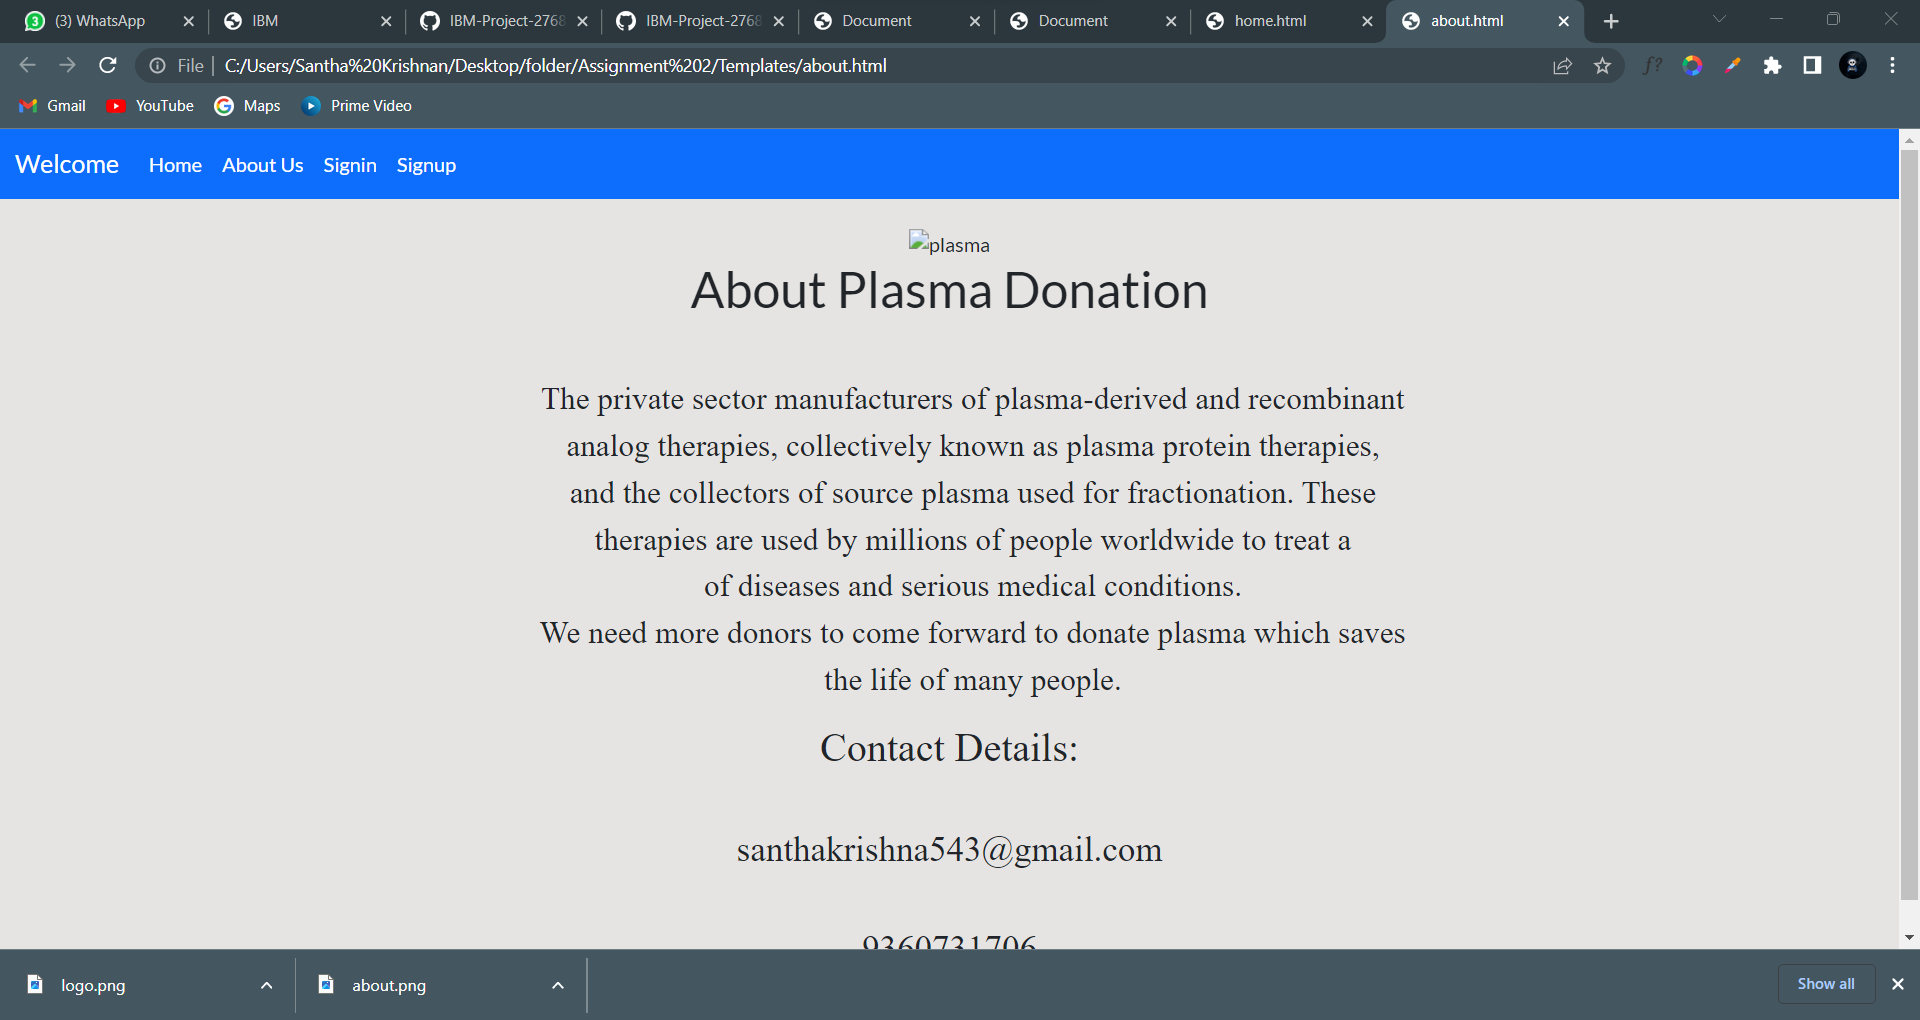 (3) WhatsApp
IBM
IBM-Project-2768
IBM-Project-2768
Document
Document
home.html
about.html
File
C:/Users/Santha%20Krishnan/Desktop/folder/Assignment%202/Templates/about.html
f?
Gmail
YouTube
Maps
Prime Video
Welcome
Home
About Us
Signin
Signup
plasma
About Plasma Donation
The private sector manufacturers of plasma-derived and recombinant
analog therapies, collectively known as plasma protein therapies,
and the collectors of source plasma used for fractionation. These
therapies are used by millions of people worldwide to treat a
of diseases and serious medical conditions.
We need more donors to come forward to donate plasma which saves
the life of many people.
Contact Details:
santhakrishna543@gmail.com
9360731706
logo.png
about.png
Show all